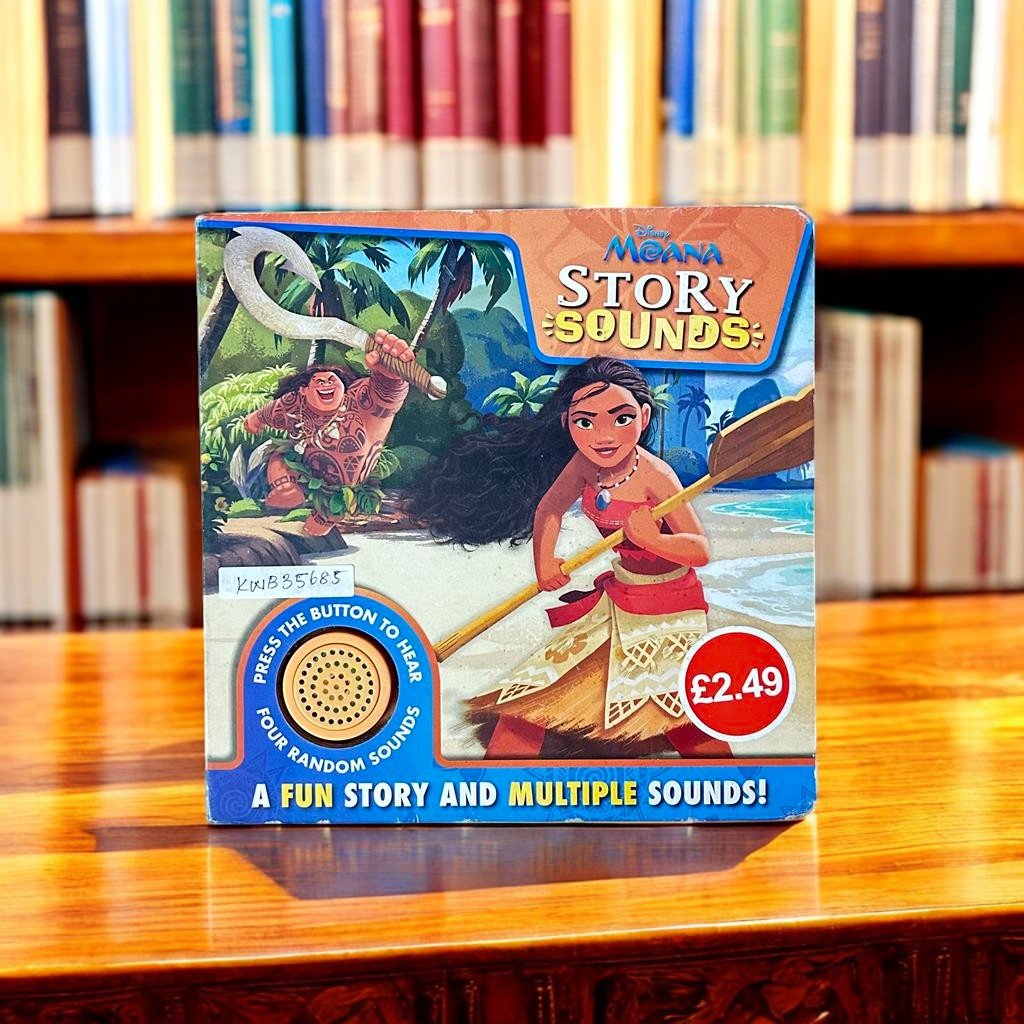 Disney
MOANA
STORY
SOUNDS
KWB35685
PRESS THE BUTTON TO HEAR
FOUR RANDOM SOUNDS
£2.49
A FUN STORY AND MULTIPLE SOUNDS!